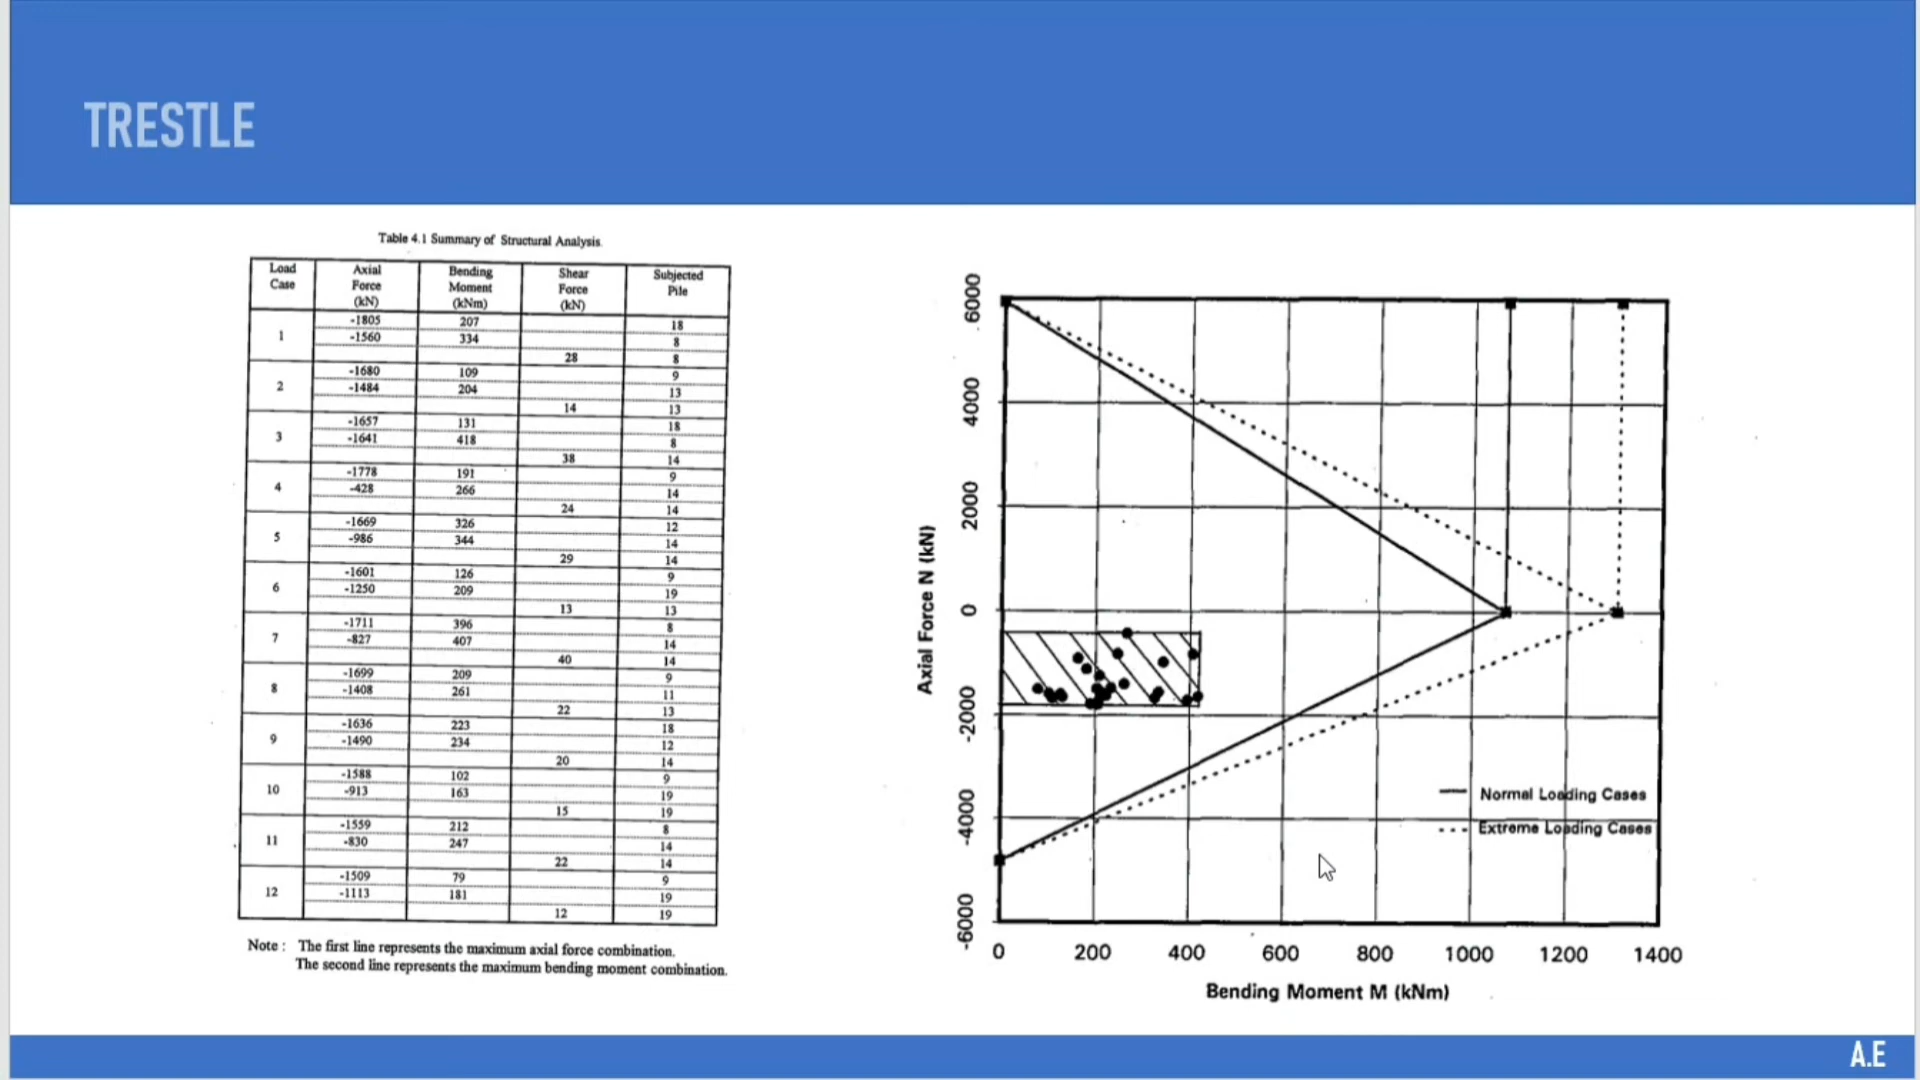 TRESTLE
Table 4.1 Summary of Structural Analysis
Load Case Axial Force (kN) Bending Moment (kNm) Shear Force (kN) Subjected Pile
1 -1805 207 18
-1560 334 8
28 8
2 -1680 109 9
-1484 204 13
14 13
3 -1657 131 18
-1641 418 8
38 14
4 -1778 191 9
-428 266 14
24 14
5 -1669 326 12
-986 344 14
29 14
6 -1601 126 9
-1250 209 19
13 13
7 -1711 396 8
-827 407 14
40 14
8 -1699 209 9
-1408 261 11
22 13
9 -1636 223 18
-1490 234 12
20 14
10 -1588 102 9
-913 163 19
15 19
11 -1559 212 8
-830 247 14
22 14
12 -1509 79 9
-1113 181 19
12 19
Note : The first line represents the maximum axial force combination.
The second line represents the maximum bending moment combination.
Axial Force N (kN)
6000
4000
2000
0
-2000
-4000
-6000
Normal Loading Cases
Extreme Loading Cases
0 200 400 600 800 1000 1200 1400
Bending Moment M (kNm)
A.E